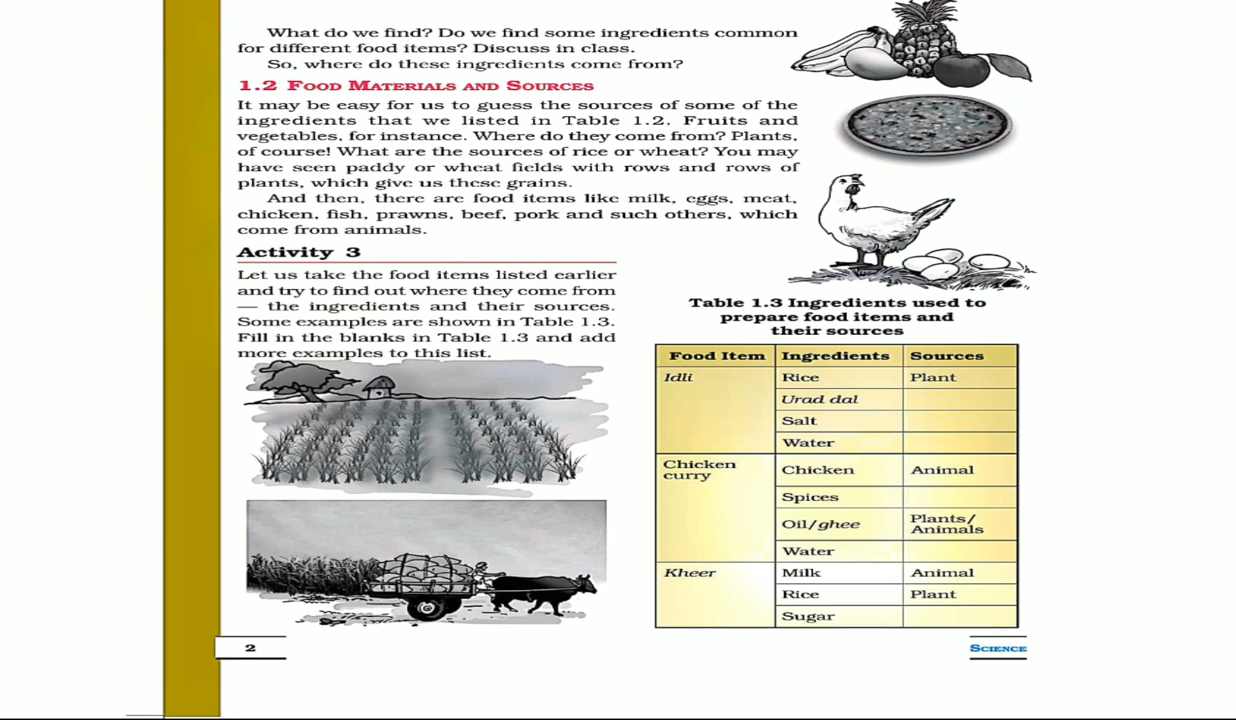 What do we find? Do we find some ingredients common
for different food items? Discuss in class.
So, where do these ingredients come from?
1.2 Food Materials and Sources
It may be easy for us to guess the sources of some of the
ingredients that we listed in Table 1.2. Fruits and
vegetables, for instance. Where do they come from? Plants,
of course! What are the sources of rice or wheat? You may
have seen paddy or wheat fields with rows and rows of
plants, which give us these grains.
And then, there are food items like milk, eggs, meat,
chicken, fish, prawns, beef, pork and such others, which
come from animals.
Activity 3
Let us take the food items listed earlier
and try to find out where they come from
— the ingredients and their sources.
Some examples are shown in Table 1.3.
Fill in the blanks in Table 1.3 and add
more examples to this list.
Table 1.3 Ingredients used to
prepare food items and
their sources
Food Item Ingredients Sources
Idli Rice Plant
Urad dal
Salt
Water
Chicken
curry Chicken Animal
Spices
Oil/ghee Plants/
Animals
Water
Kheer Milk Animal
Rice Plant
Sugar
2
Science